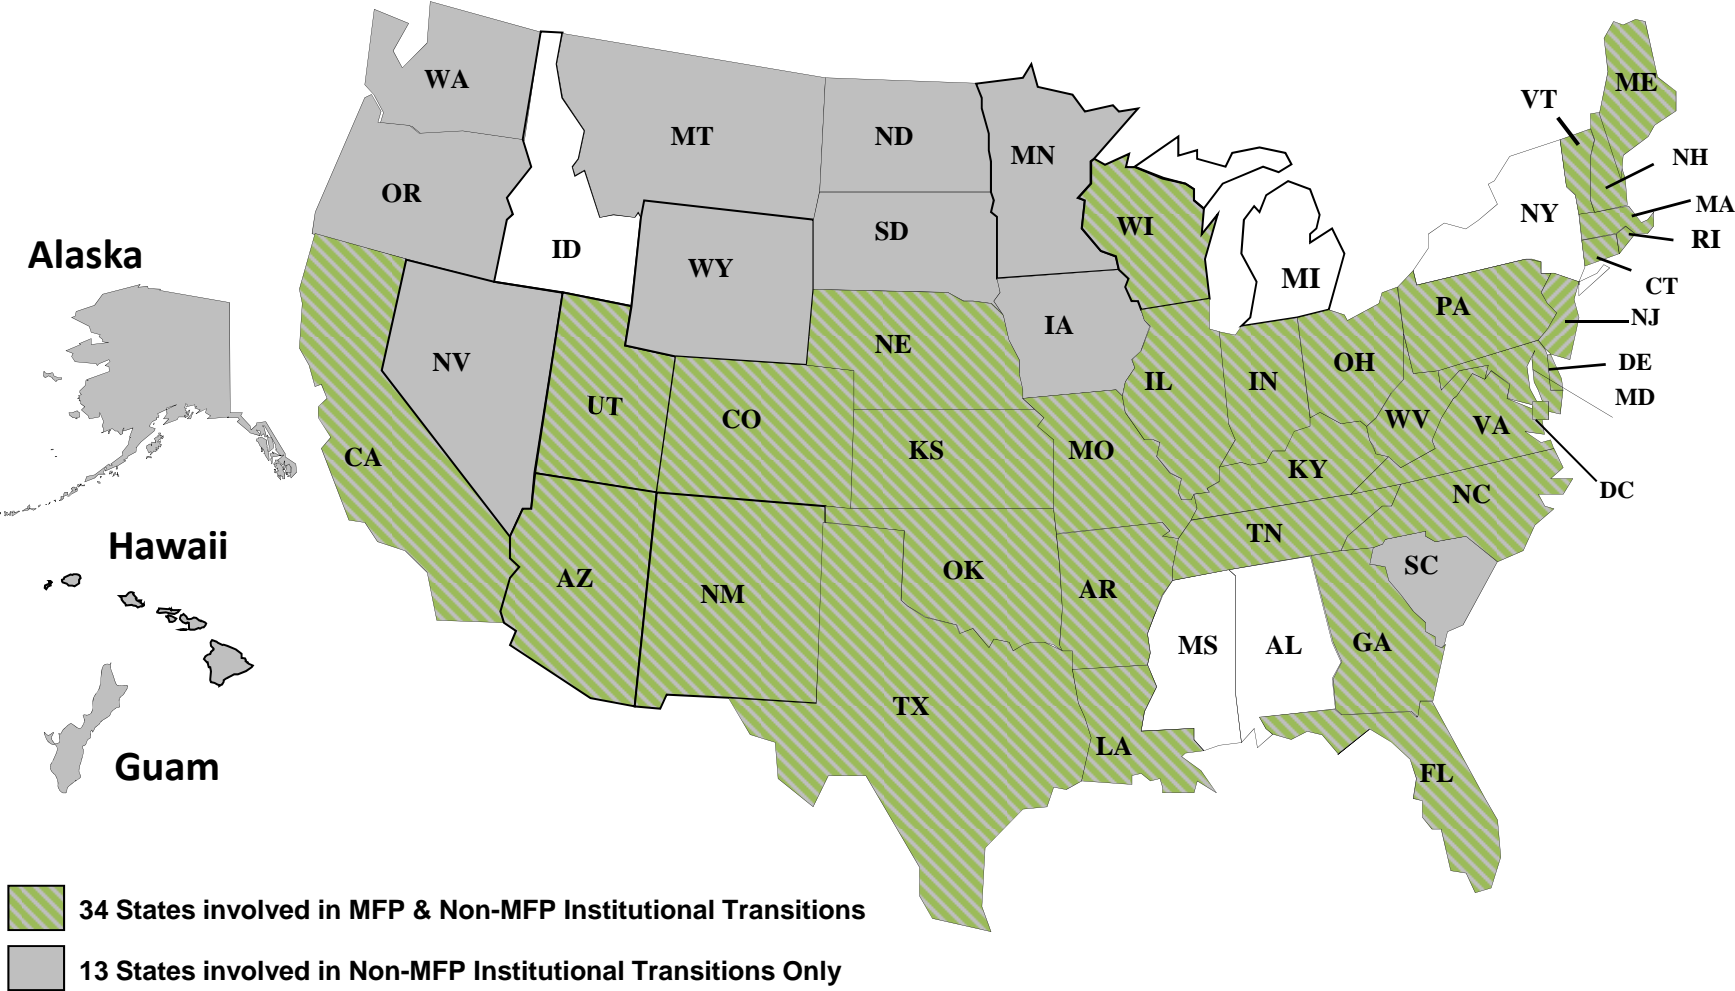 WA
MT
ND
MN
ME
VT
NH
OR
ID
WY
SD
WI
MI
NY
MA
RI
CT
Alaska
NV
UT
CO
NE
IA
IL
IN
OH
PA
NJ
DE
MD
CA
KS
MO
KY
WV
VA
DC
Hawaii
AZ
NM
OK
AR
TN
NC
SC
Guam
TX
LA
MS
AL
GA
FL
34 States involved in MFP & Non-MFP Institutional Transitions
13 States involved in Non-MFP Institutional Transitions Only